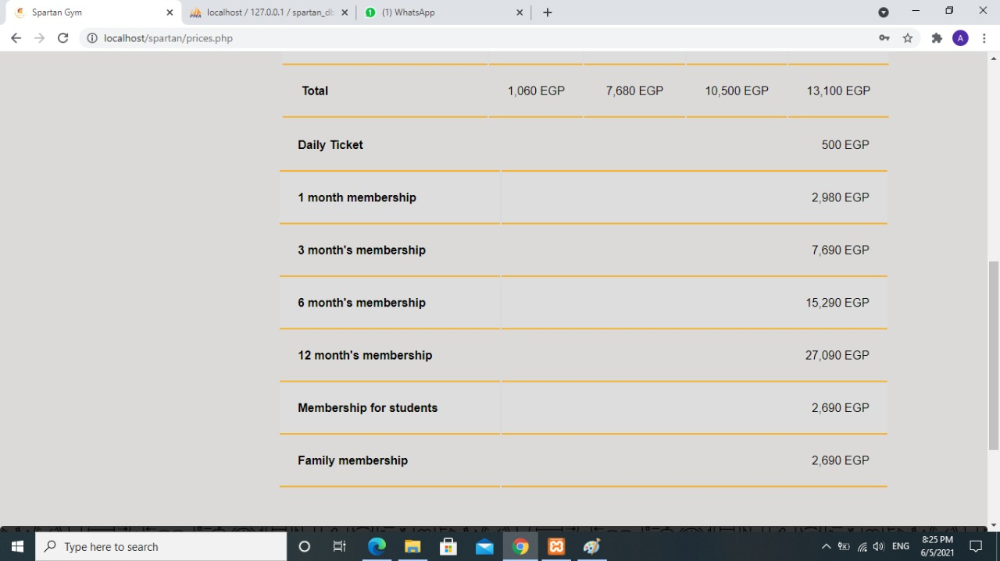 Spartan Gym
localhost / 127.0.0.1 / spartan_db
(1) WhatsApp
localhost/spartan/prices.php
A
Total 1,060 EGP 7,680 EGP 10,500 EGP 13,100 EGP
Daily Ticket 500 EGP
1 month membership 2,980 EGP
3 month's membership 7,690 EGP
6 month's membership 15,290 EGP
12 month's membership 27,090 EGP
Membership for students 2,690 EGP
Family membership 2,690 EGP
Type here to search
ENG
8:25 PM
6/5/2021